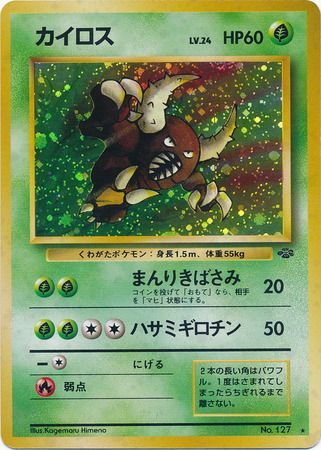 カイロス LV.24 HP60
くわがたポケモン：身長1.5m、体重55kg
まんりきばさみ 20
コインを投げて「おもて」なら、相手
を「マヒ」状態にする。
ハサミギロチン 50
− にげる
弱点
2本の長い角はパワフ
ル。1度はさまれてし
まったらちぎれるまで
離さない。
Illus.Kagemaru Himeno No. 127 ★